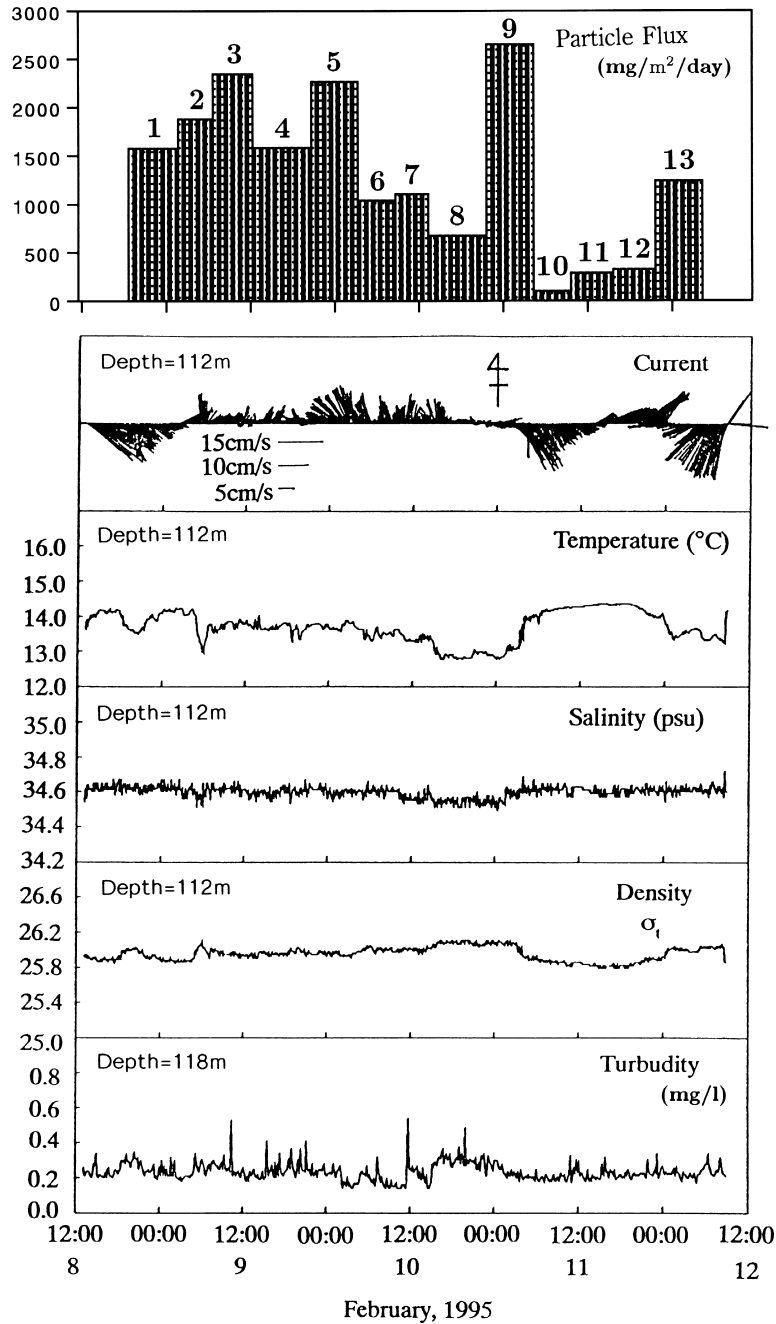 3000
Particle Flux
(mg/m²/day)
2500
2000
1500
1000
500
0
1
2
3
4
5
6
7
8
9
10
11
12
13
Depth=112m
Current
15cm/s
10cm/s
5cm/s
Depth=112m
Temperature (°C)
16.0
15.0
14.0
13.0
12.0
Depth=112m
Salinity (psu)
35.0
34.8
34.6
34.4
34.2
Depth=112m
Density
σt
26.6
26.2
25.8
25.4
25.0
Depth=118m
Turbudity
(mg/l)
0.8
0.6
0.4
0.2
0.0
12:00 00:00 12:00 00:00 12:00 00:00 12:00 00:00 12:00
8 9 10 11 12
February, 1995